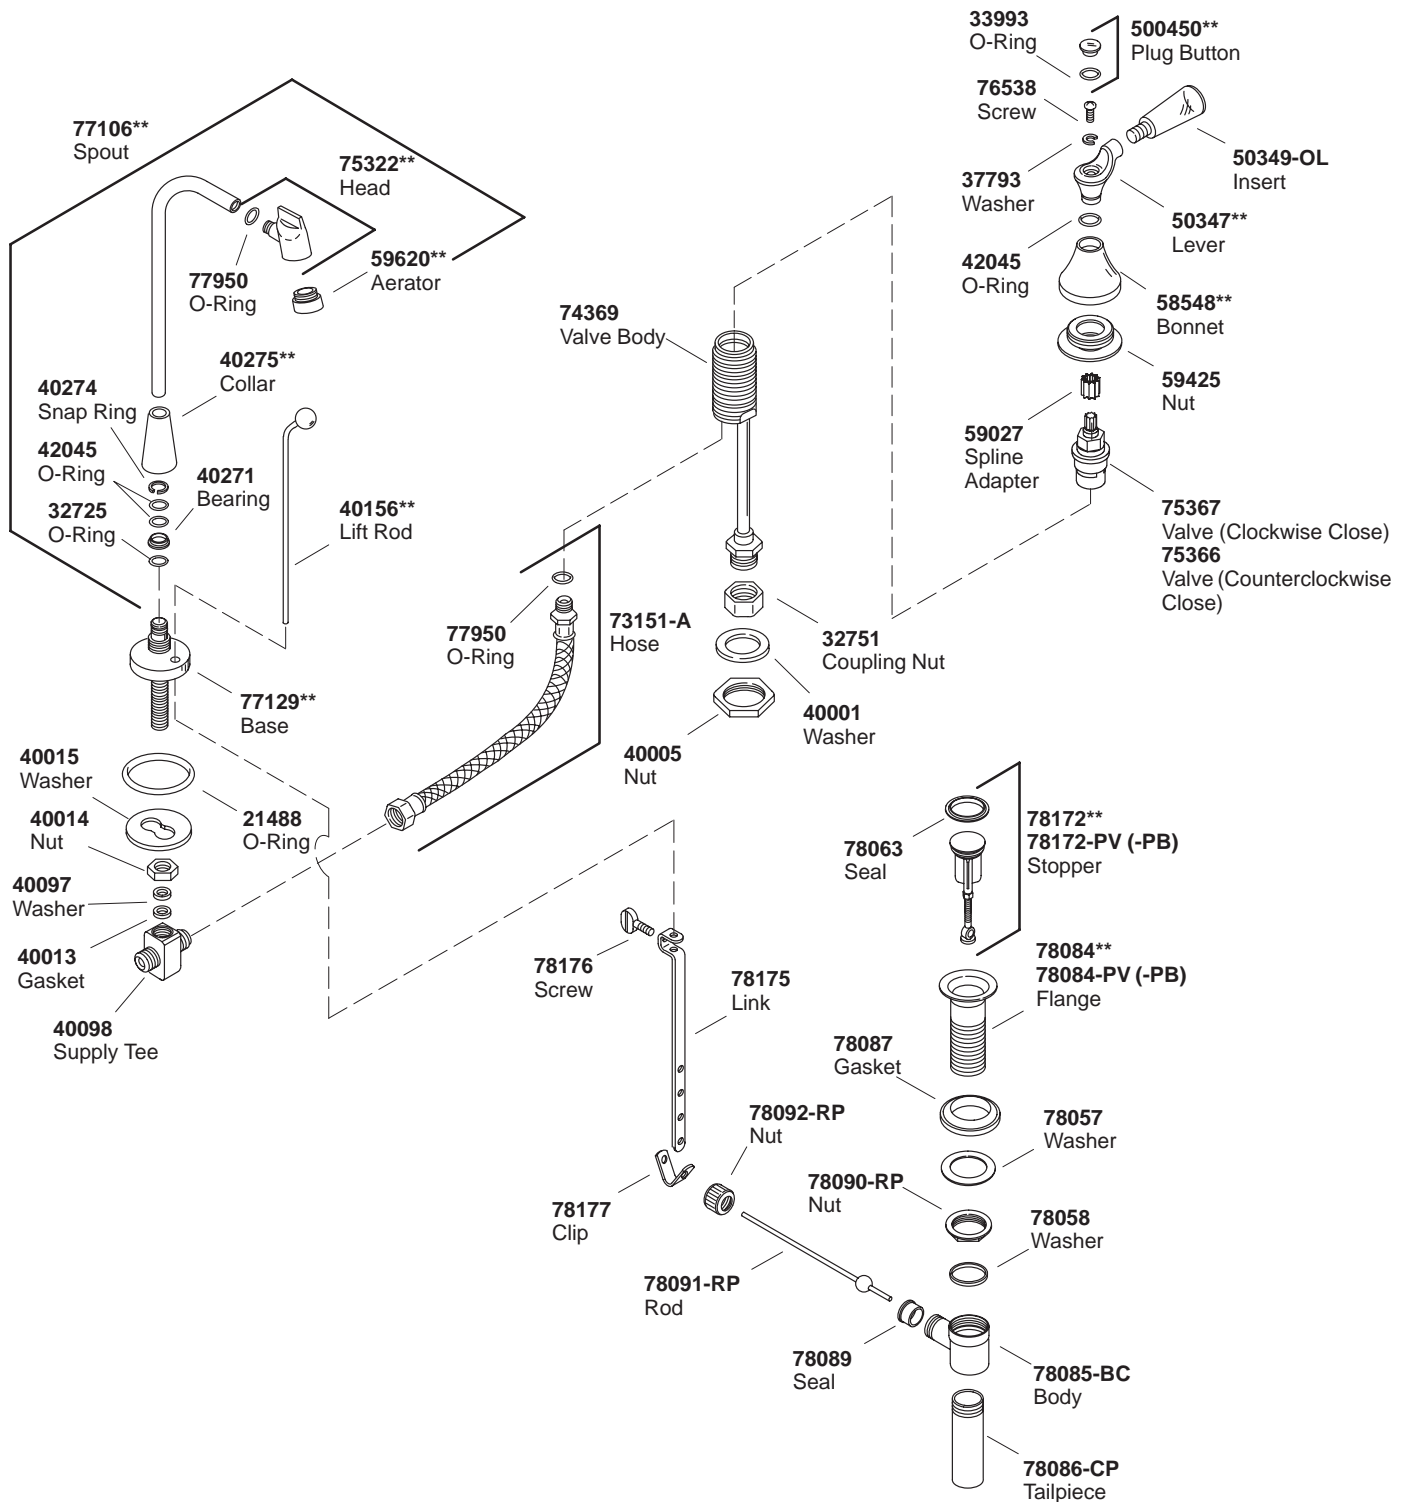 33993
O-Ring
500450**
Plug Button
76538
Screw
77106**
Spout
75322**
Head
50349-OL
Insert
37793
Washer
50347**
Lever
59620**
Aerator
42045
O-Ring
77950
O-Ring
58548**
Bonnet
74369
Valve Body
40275**
Collar
59425
Nut
40274
Snap Ring
42045
O-Ring
40271
Bearing
59027
Spline
Adapter
32725
O-Ring
40156**
Lift Rod
75367
Valve (Clockwise Close)
75366
Valve (Counterclockwise
Close)
77950
O-Ring
73151-A
Hose
32751
Coupling Nut
77129**
Base
40001
Washer
40005
Nut
40015
Washer
40014
Nut
21488
O-Ring
78063
Seal
78172**
78172-PV (-PB)
Stopper
40097
Washer
40013
Gasket
78176
Screw
78175
Link
78084**
78084-PV (-PB)
Flange
40098
Supply Tee
78087
Gasket
78092-RP
Nut
78057
Washer
78090-RP
Nut
78177
Clip
78058
Washer
78091-RP
Rod
78089
Seal
78085-BC
Body
78086-CP
Tailpiece